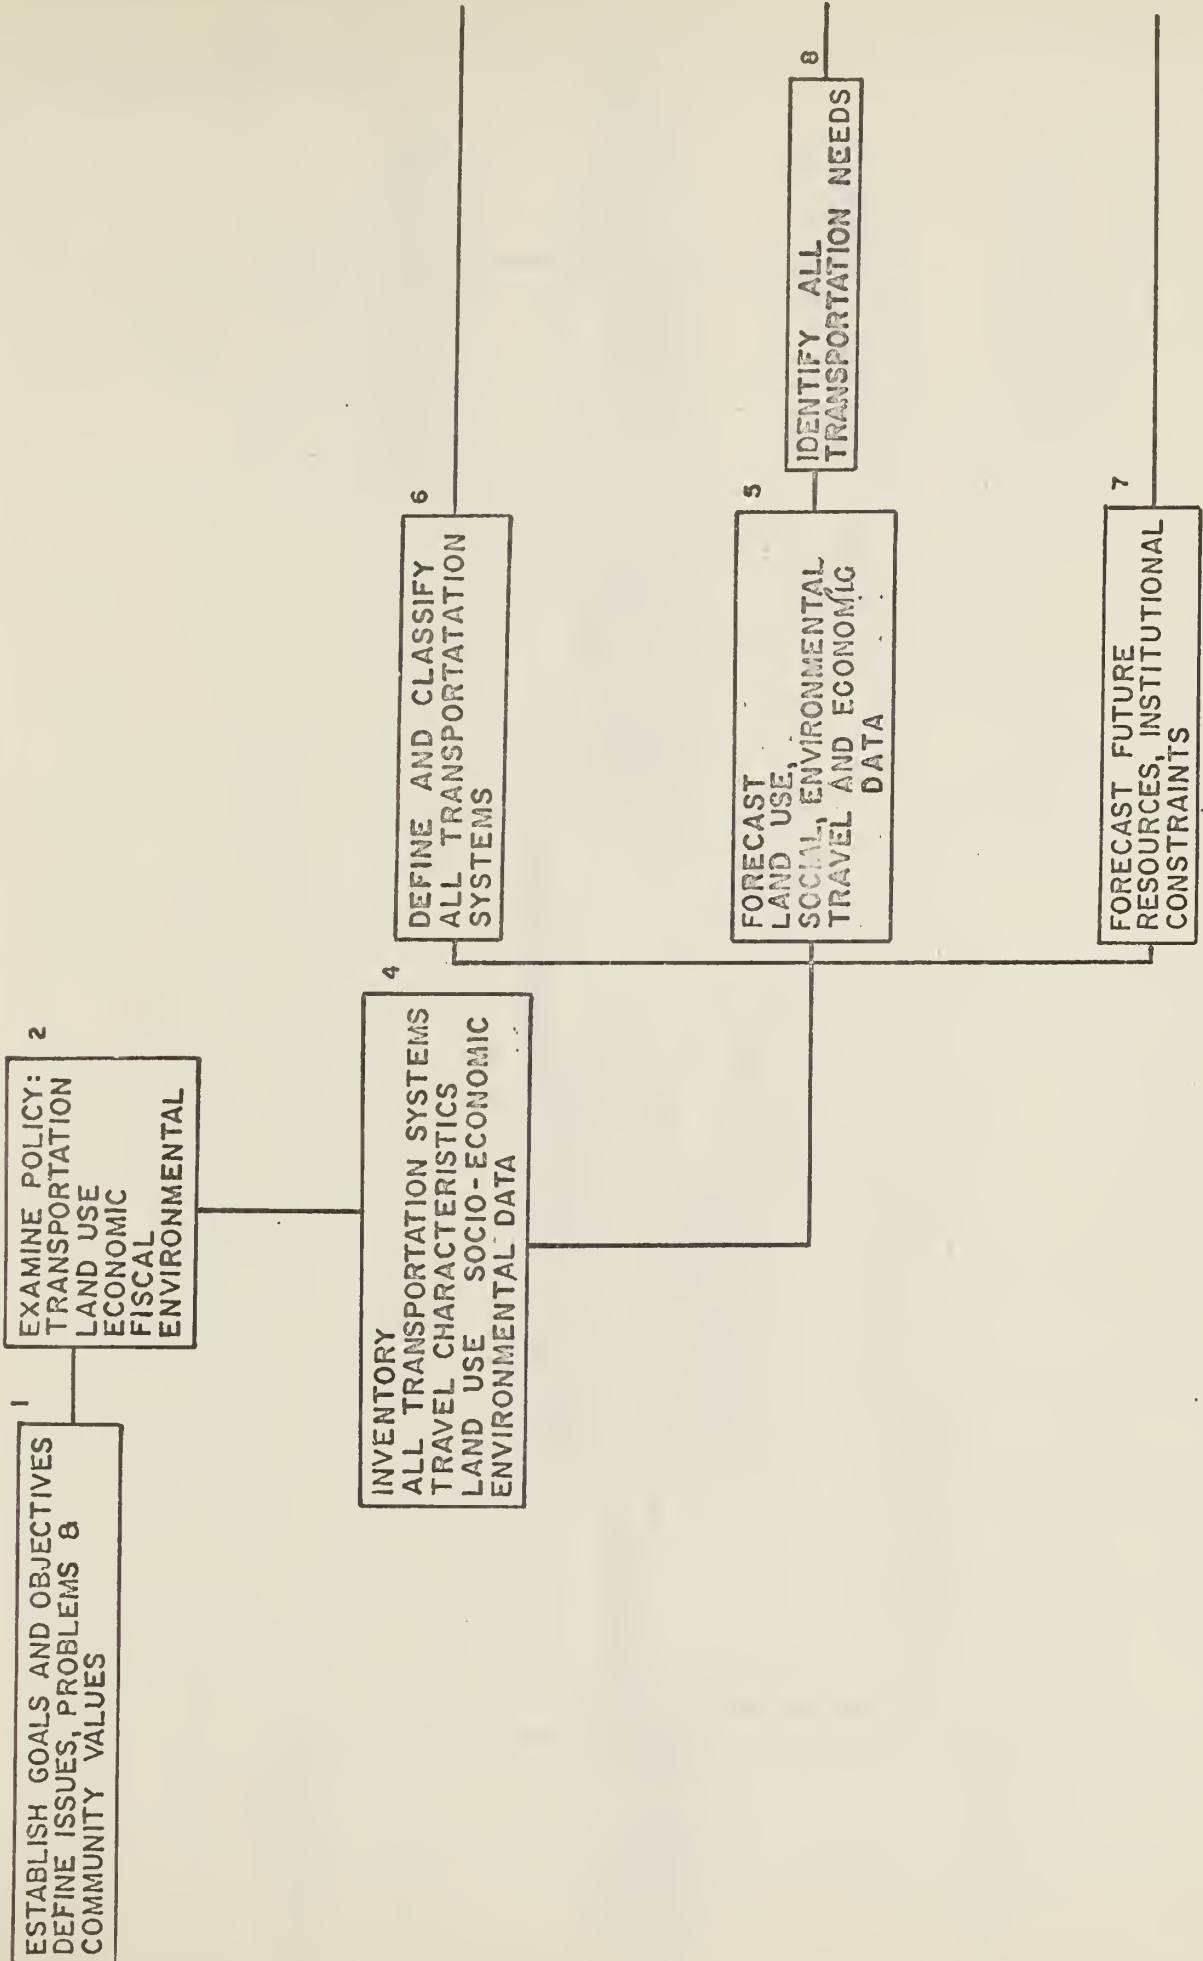 1
ESTABLISH GOALS AND OBJECTIVES
DEFINE ISSUES, PROBLEMS &
COMMUNITY VALUES
2
EXAMINE POLICY:
TRANSPORTATION
LAND USE
ECONOMIC
FISCAL
ENVIRONMENTAL
4
INVENTORY
ALL TRANSPORTATION SYSTEMS
TRAVEL CHARACTERISTICS
LAND USE SOCIO-ECONOMIC
ENVIRONMENTAL DATA
6
DEFINE AND CLASSIFY
ALL TRANSPORTATATION
SYSTEMS
5
FORECAST
LAND USE,
SOCIAL, ENVIRONMENTAL
TRAVEL AND ECONOMIC
DATA
8
IDENTIFY ALL
TRANSPORTATION NEEDS
7
FORECAST FUTURE
RESOURCES, INSTITUTIONAL
CONSTRAINTS